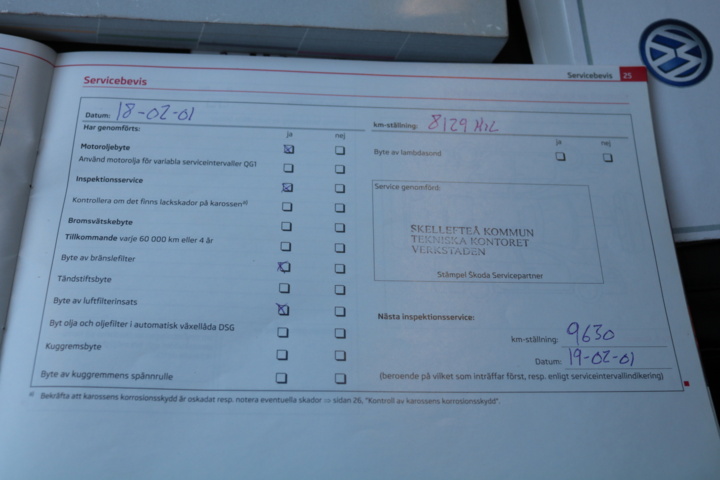 Servicebevis
Servicebevis 25
Datum: 18-02-01
km-ställning: 8129 Mil
Har genomförts: ja nej
ja nej
Motoroljebyte
Använd motorolja för variabla serviceintervaller QG1
Byte av lambdasond
Inspektionsservice
Kontrollera om det finns lackskador på karossen a)
Bromsvätskebyte
Tillkommande varje 60 000 km eller 4 år
Byte av bränslefilter
Tändstiftsbyte
Byte av luftfilterinsats
Byt olja och oljefilter i automatisk växellåda DSG
Kuggremsbyte
Byte av kuggremmens spännrulle
Service genomförd:
SKELLEFTEÅ KOMMUN
TEKNISKA KONTORET
VERKSTADEN
Stämpel Škoda Servicepartner
Nästa inspektionsservice:
km-ställning: 9630
Datum: 19-02-01
(beroende på vilket som inträffar först, resp. enligt serviceintervallindikering)
a) Bekräfta att karossens korrosionsskydd är oskadat resp. notera eventuella skador ⇒ sidan 26, "Kontroll av karossens korrosionsskydd".